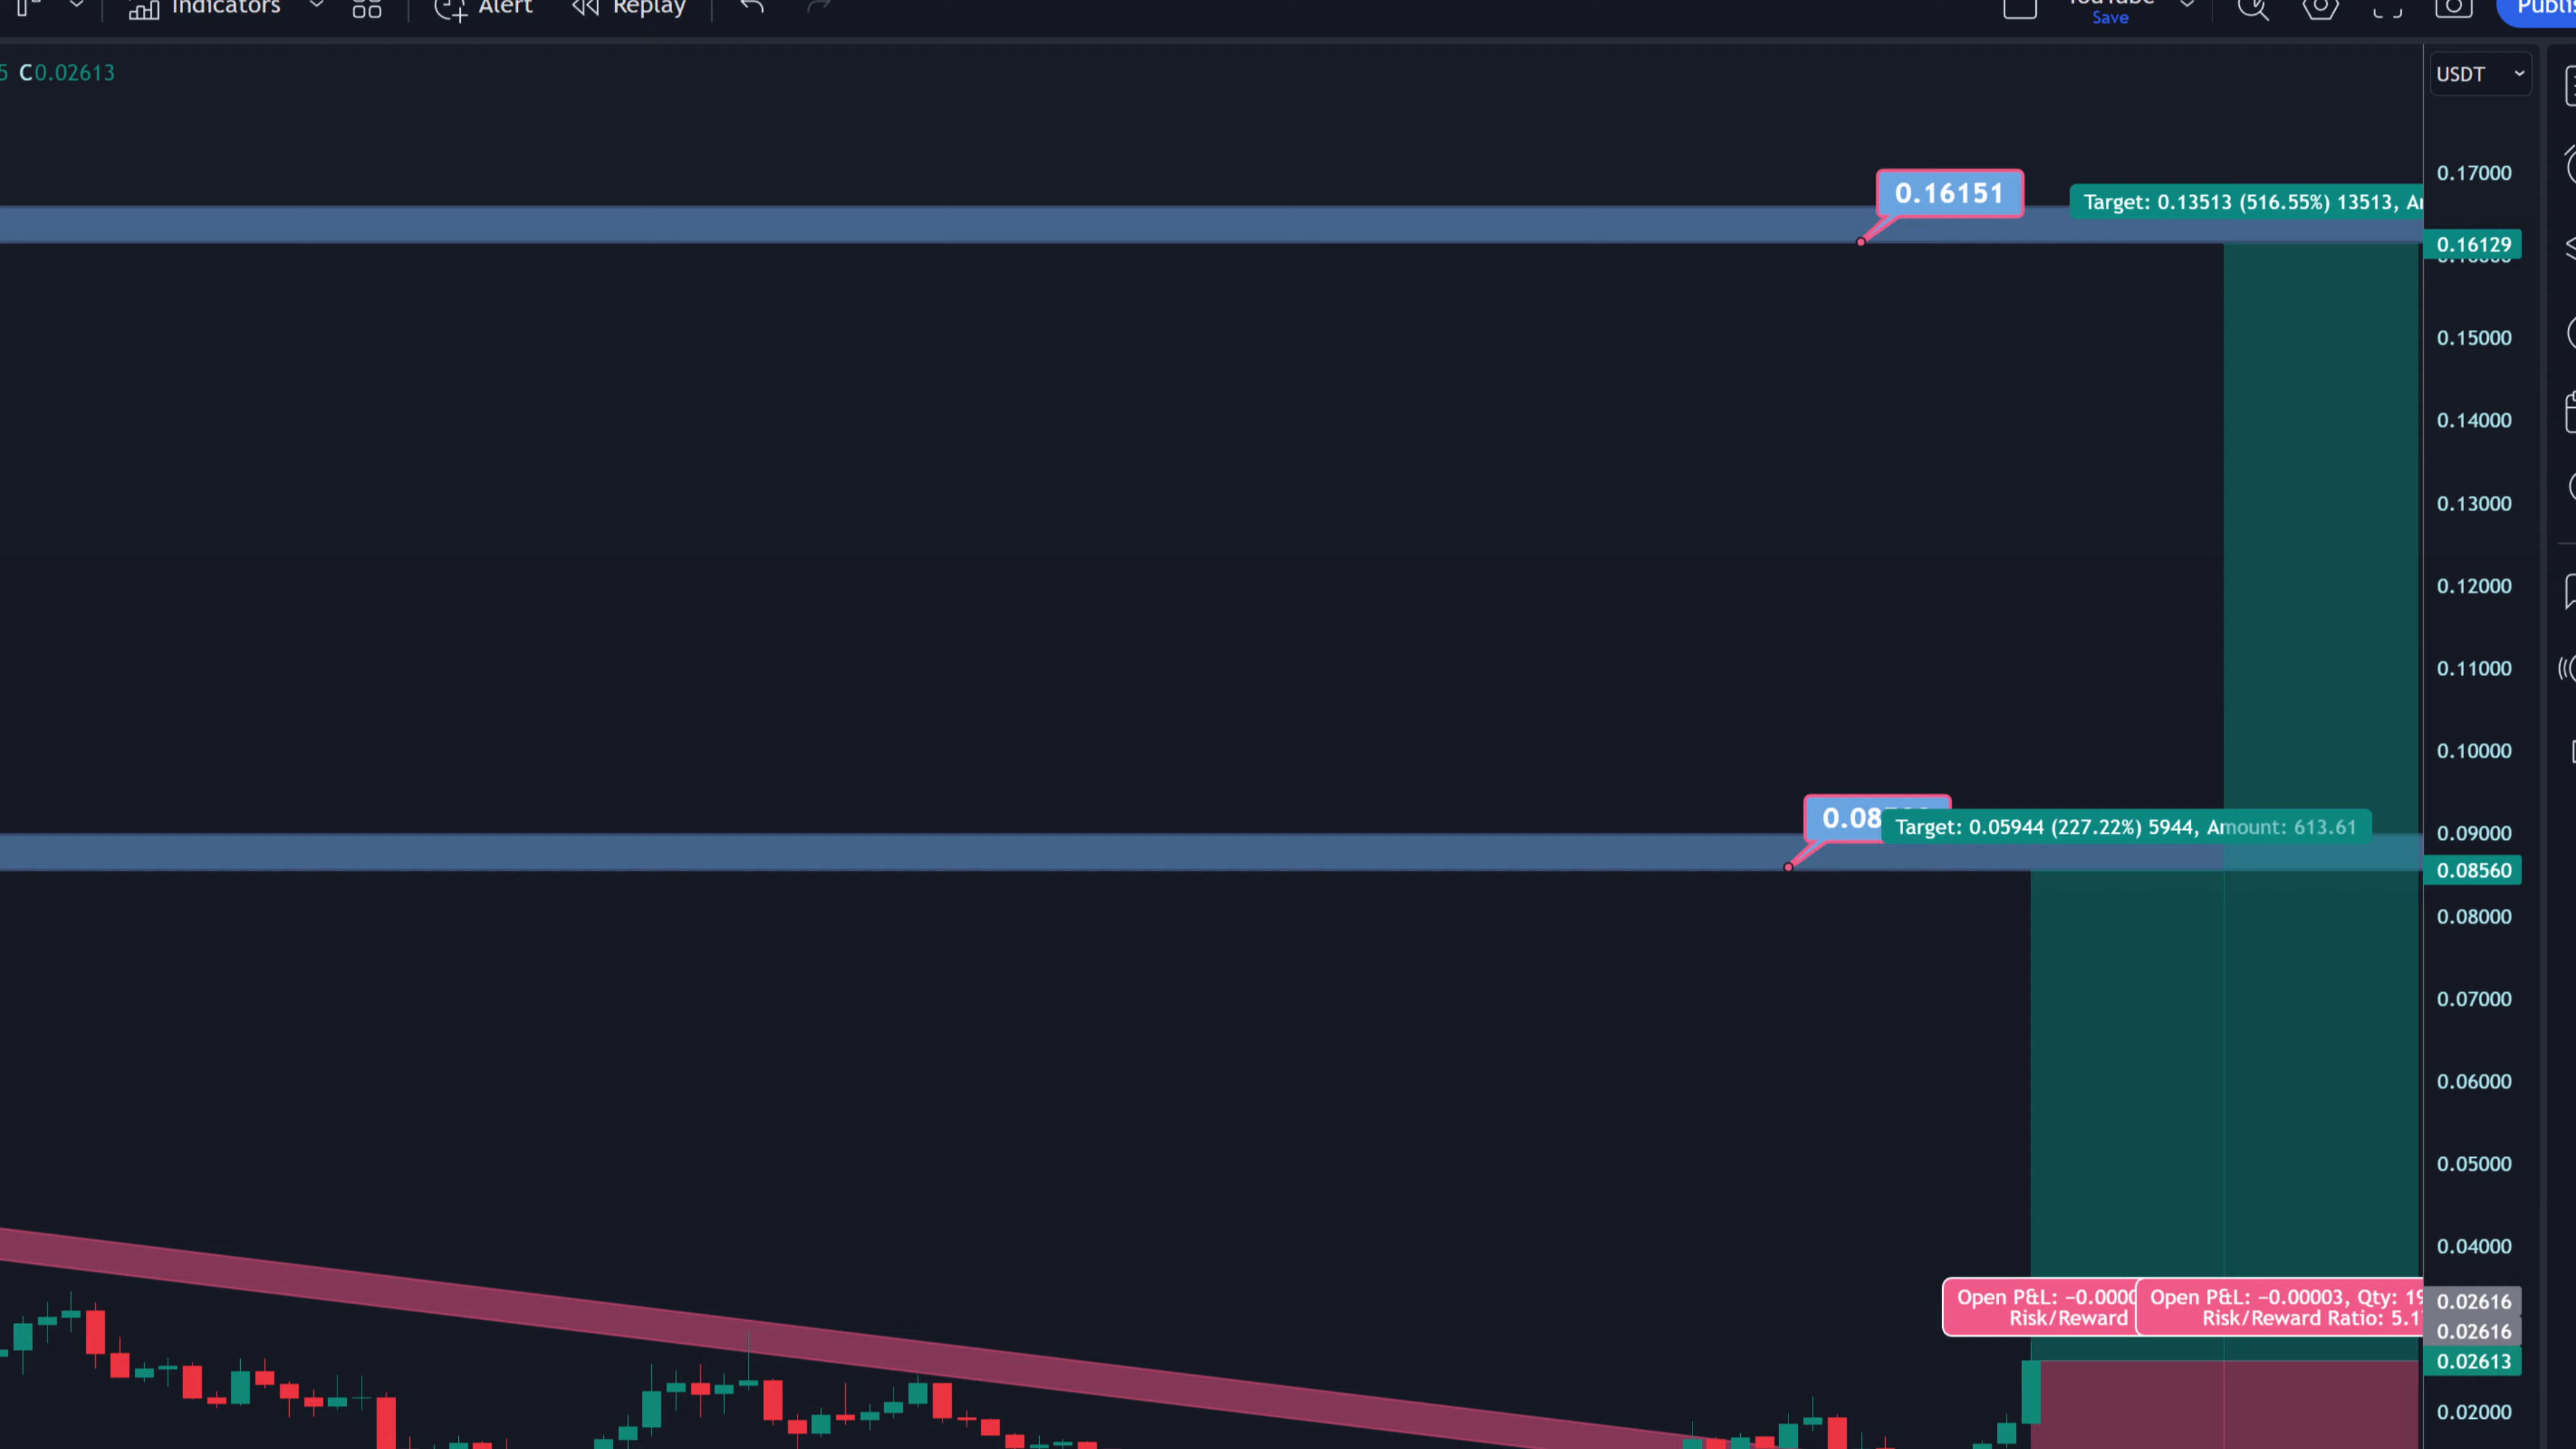 Indicators
Alert
Replay
YouTube
Save
C0.02613
USDT
0.17000
0.16151
Target: 0.13513 (516.55%) 13513,
0.16129
0.15000
0.14000
0.13000
0.12000
0.11000
0.10000
0.08
Target: 0.05944 (227.22%) 5944, Amount: 613.61
0.09000
0.08560
0.08000
0.07000
0.06000
0.05000
0.04000
Open P&L: −0.0000
Risk/Reward
Open P&L: −0.00003, Qty: 19
Risk/Reward Ratio: 5.1
0.02616
0.02616
0.02613
0.02000